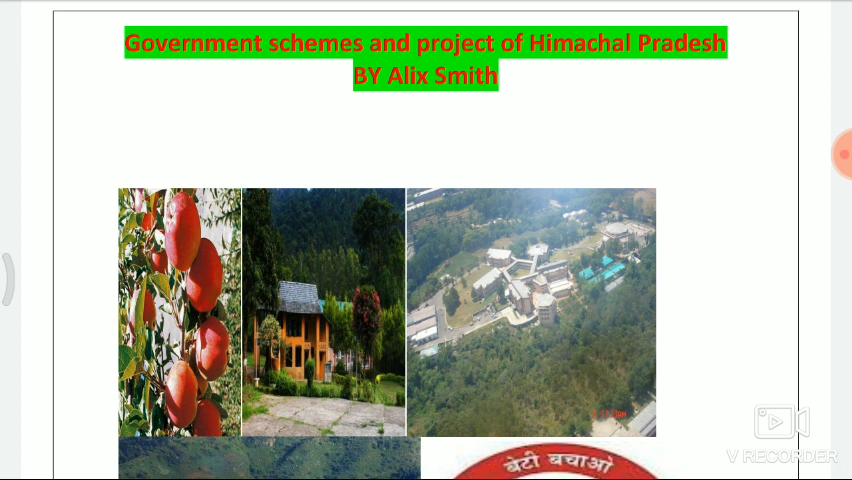 Government schemes and project of Himachal Pradesh
BY Alix Smith
बेटी बचाओ
V RECORDER